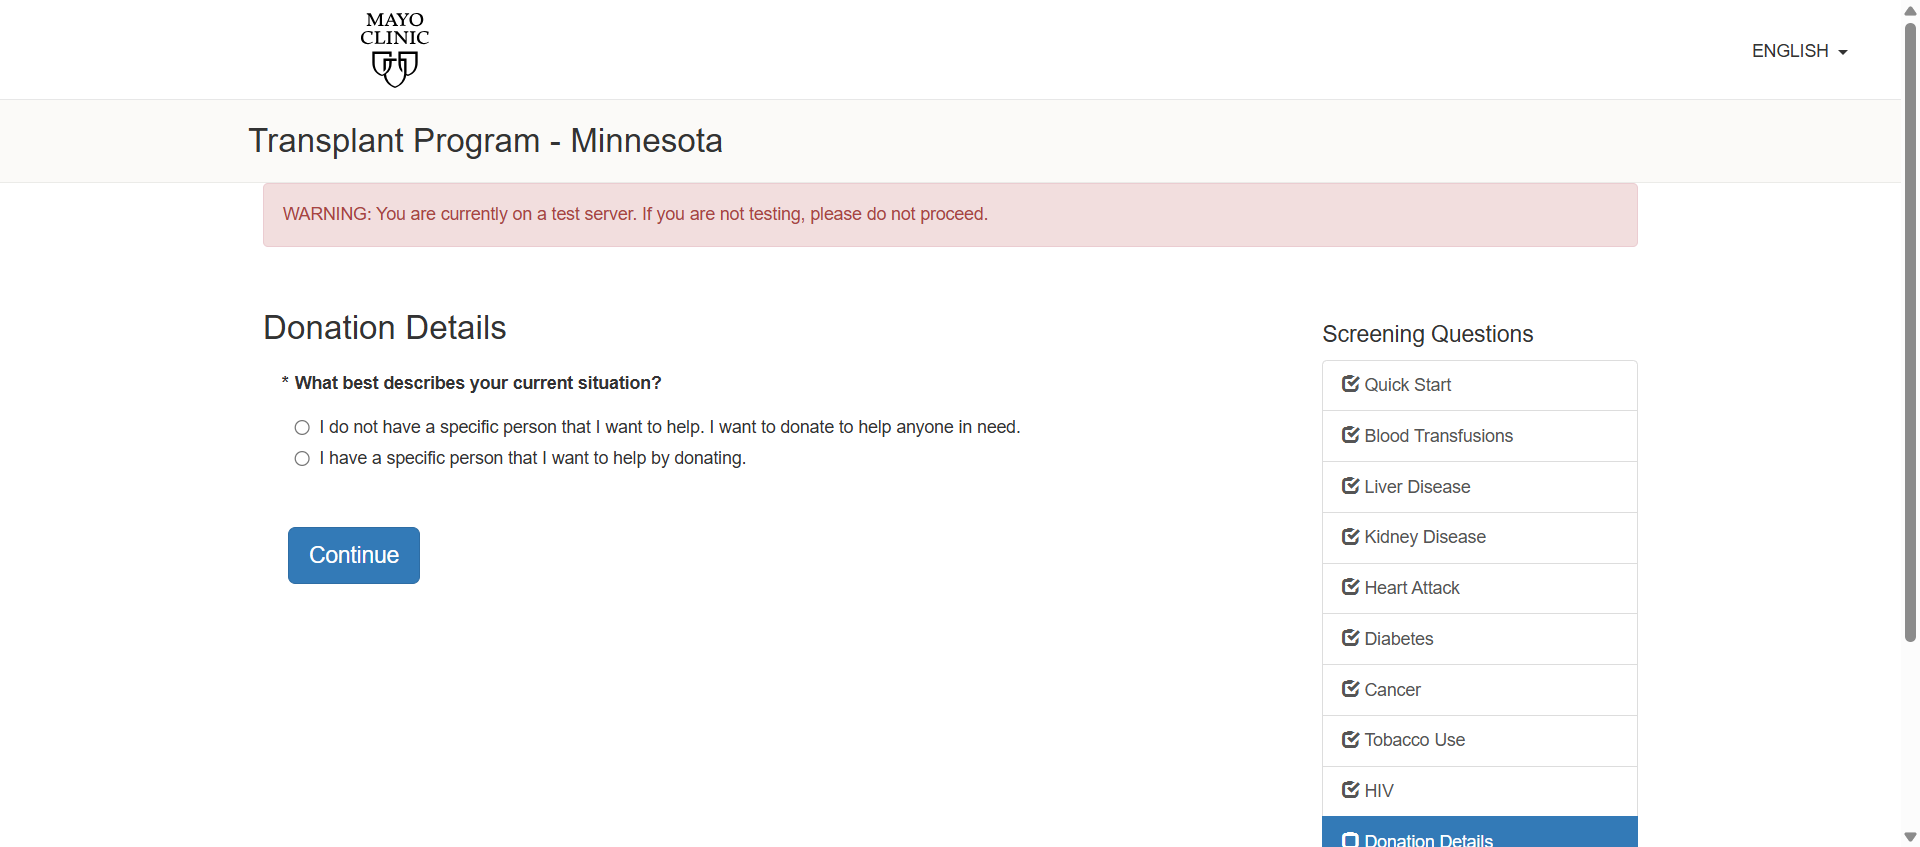 MAYO
CLINIC
ENGLISH
Transplant Program - Minnesota
WARNING: You are currently on a test server. If you are not testing, please do not proceed.
Donation Details
* What best describes your current situation?
I do not have a specific person that I want to help. I want to donate to help anyone in need.
I have a specific person that I want to help by donating.
Continue
Screening Questions
Quick Start
Blood Transfusions
Liver Disease
Kidney Disease
Heart Attack
Diabetes
Cancer
Tobacco Use
HIV
Donation Details